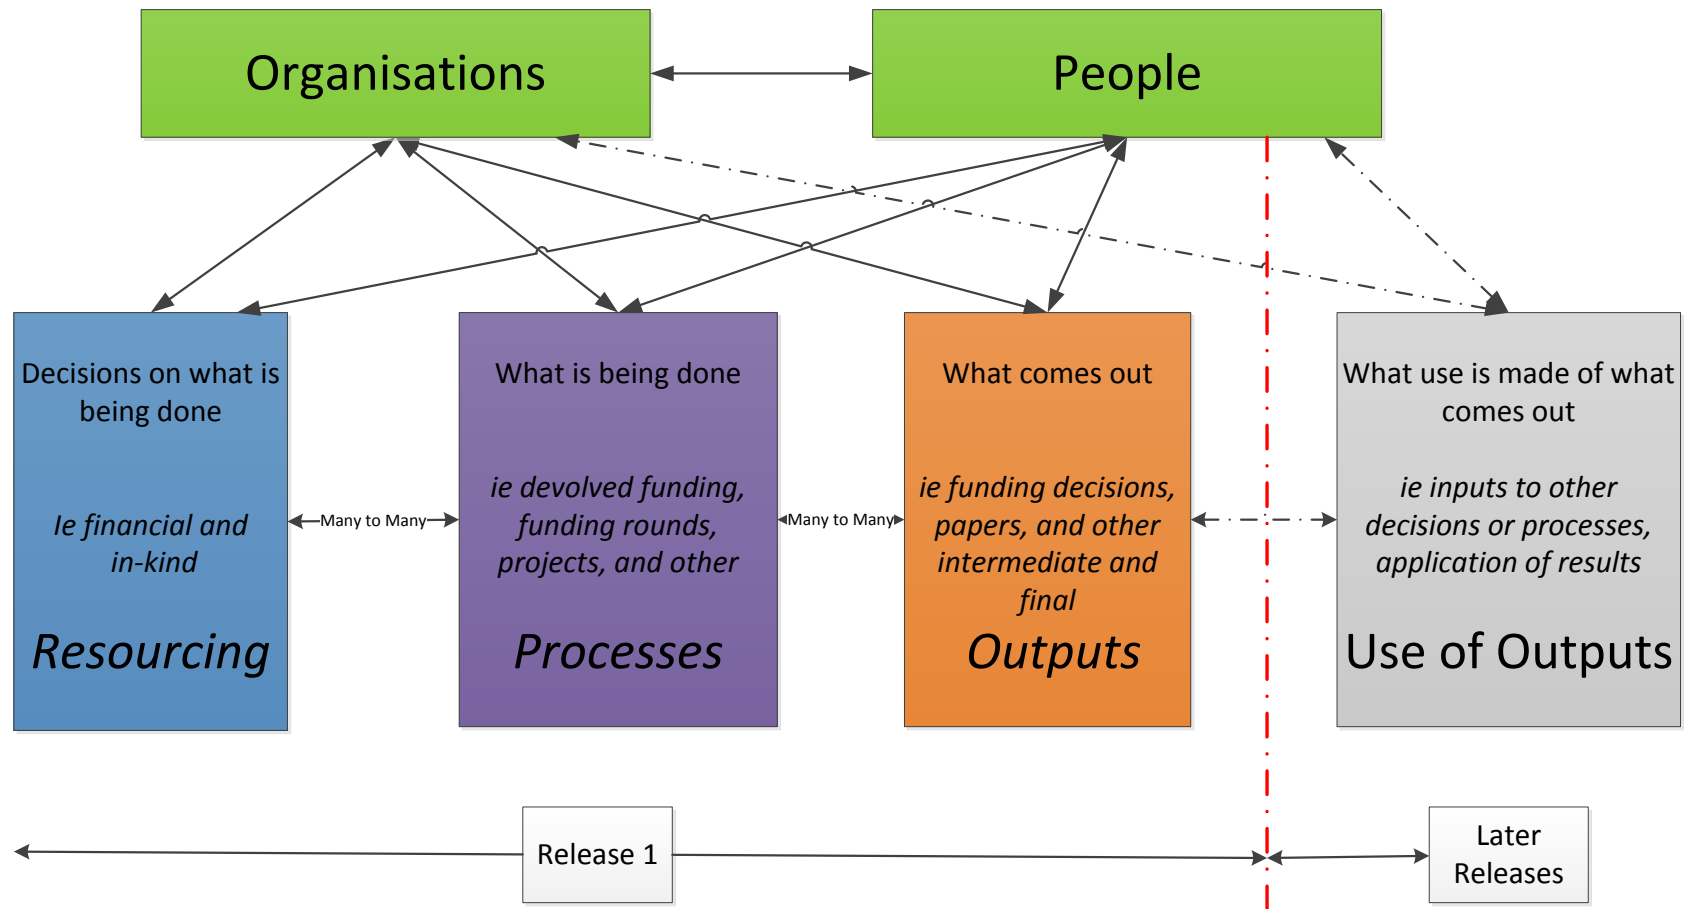 Organisations
People
Decisions on what is
being done
Ie financial and
in-kind
Resourcing
Many to Many
What is being done
ie devolved funding,
funding rounds,
projects, and other
Processes
Many to Many
What comes out
ie funding decisions,
papers, and other
intermediate and
final
Outputs
What use is made of what
comes out
ie inputs to other
decisions or processes,
application of results
Use of Outputs
Release 1
Later
Releases